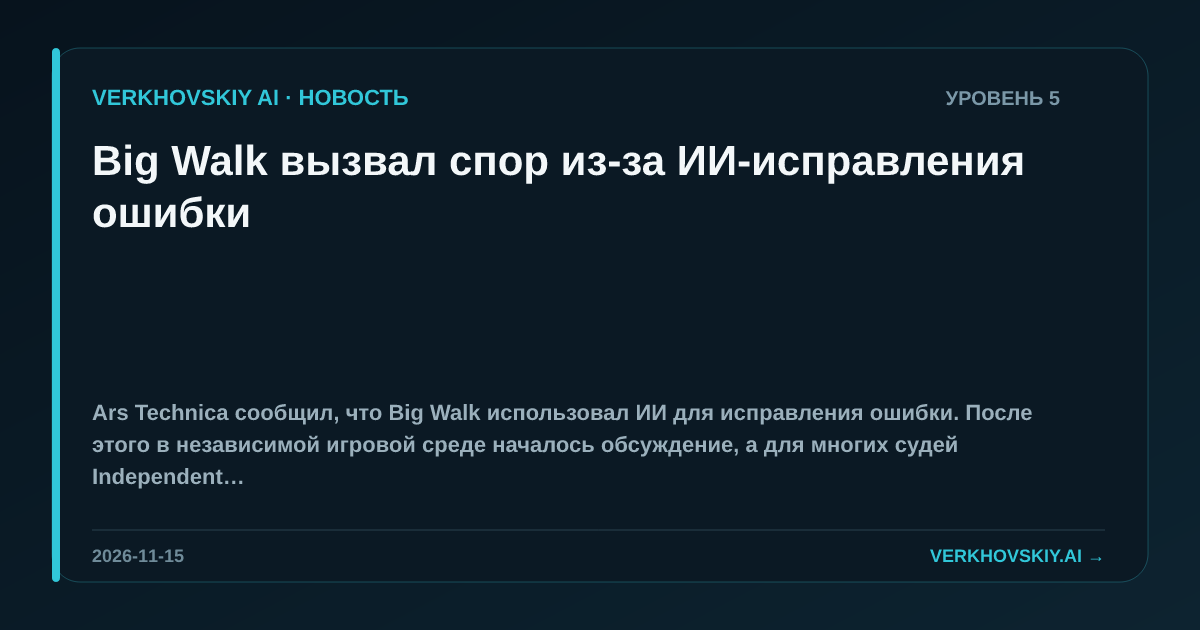 VERKHOVSKIY AI · НОВОСТЬ
УРОВЕНЬ 5
Big Walk вызвал спор из-за ИИ-исправления
ошибки
Ars Technica сообщил, что Big Walk использовал ИИ для исправления ошибки. После
этого в независимой игровой среде началось обсуждение, а для многих судей
Independent…
2026-11-15
VERKHOVSKIY.AI →